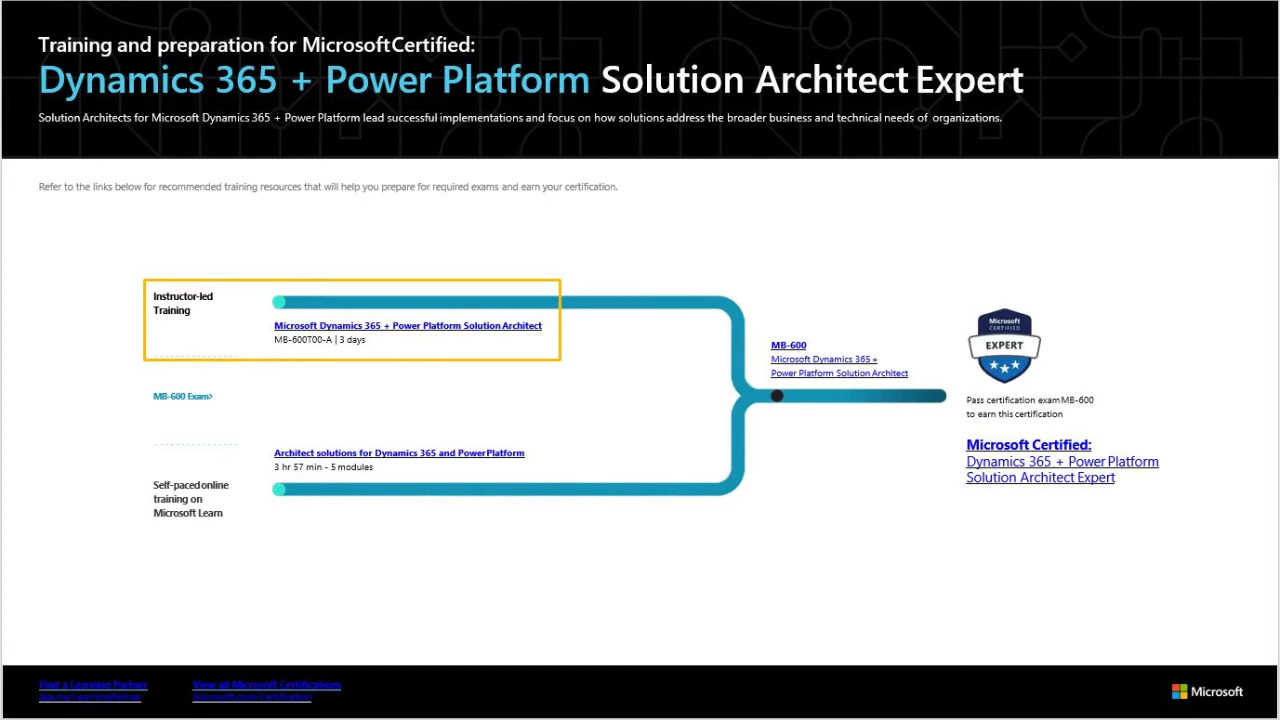 Training and preparation for Microsoft Certified:
Dynamics 365 + Power Platform Solution Architect Expert
Solution Architects for Microsoft Dynamics 365 + Power Platform lead successful implementations and focus on how solutions address the broader business and technical needs of organizations.
Refer to the links below for recommended training resources that will help you prepare for required exams and earn your certification.
Instructor-led
Training
Microsoft Dynamics 365 + Power Platform Solution Architect
MB-600T00-A | 3 days
MB-600 Exam>
Architect solutions for Dynamics 365 and Power Platform
3 hr 57 min - 5 modules
Self-paced online
training on
Microsoft Learn
MB-600
Microsoft Dynamics 365 +
Power Platform Solution Architect
Microsoft
CERTIFIED
EXPERT
Pass certification exam MB-600
to earn this certification
Microsoft Certified:
Dynamics 365 + Power Platform
Solution Architect Expert
Find a Learning Partner
aka.ms/LearningPartner
View all Microsoft Certifications
Microsoft.com/Certification
Microsoft